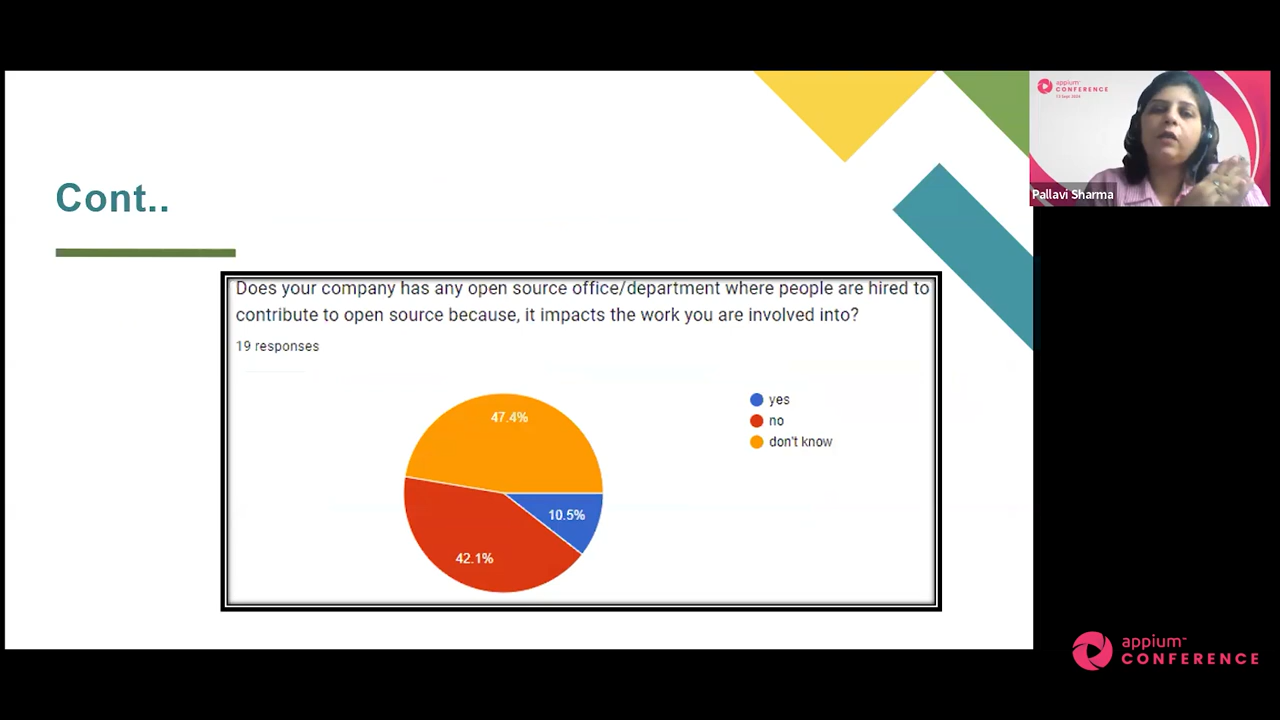 Cont..
Does your company has any open source office/department where people are hired to
contribute to open source because, it impacts the work you are involved into?
19 responses
47.4%
10.5%
42.1%
yes
no
don't know
appium
CONFERENCE
Pallavi Sharma
appium
CONFERENCE